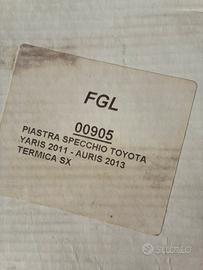 FGL
00905
PIASTRA SPECCHIO TOYOTA
YARIS 2011 - AURIS 2013
TERMICA SX
subito